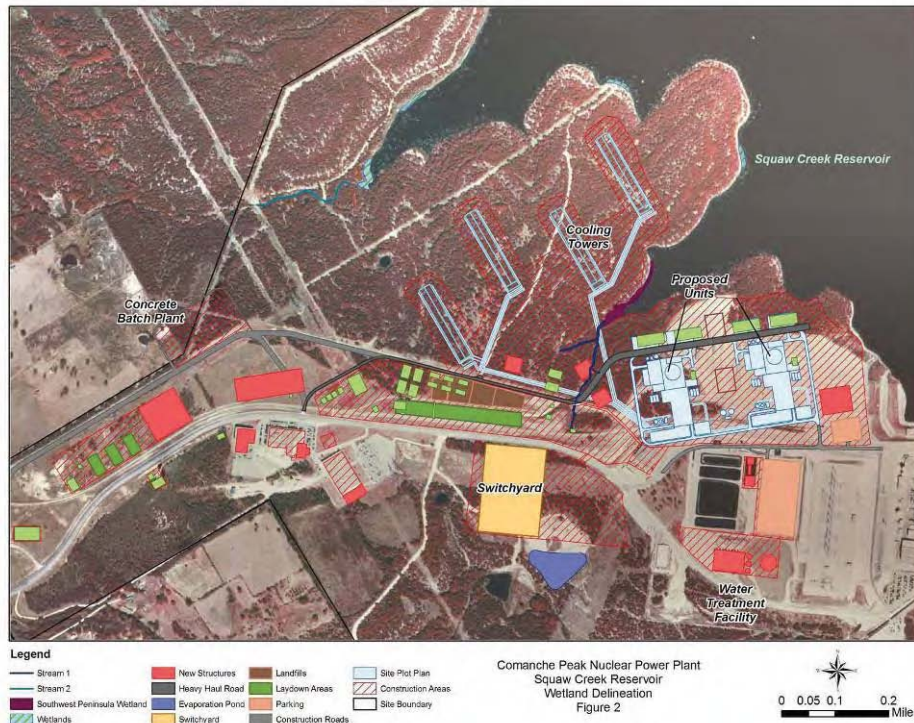 Squaw Creek Reservoir
Cooling
Towers
Proposed
Units
Concrete
Batch Plant
Switchyard
Water
Treatment
Facility
Legend
Stream 1
Stream 2
Southwest Peninsula Wetland
Wetlands
New Structures
Heavy Haul Road
Evaporation Pond
Switchyard
Landfills
Laydown Areas
Parking
Construction Roads
Site Plot Plan
Construction Areas
Site Boundary
Comanche Peak Nuclear Power Plant
Squaw Creek Reservoir
Wetland Delineation
Figure 2
N
0 0.05 0.1 0.2
Miles